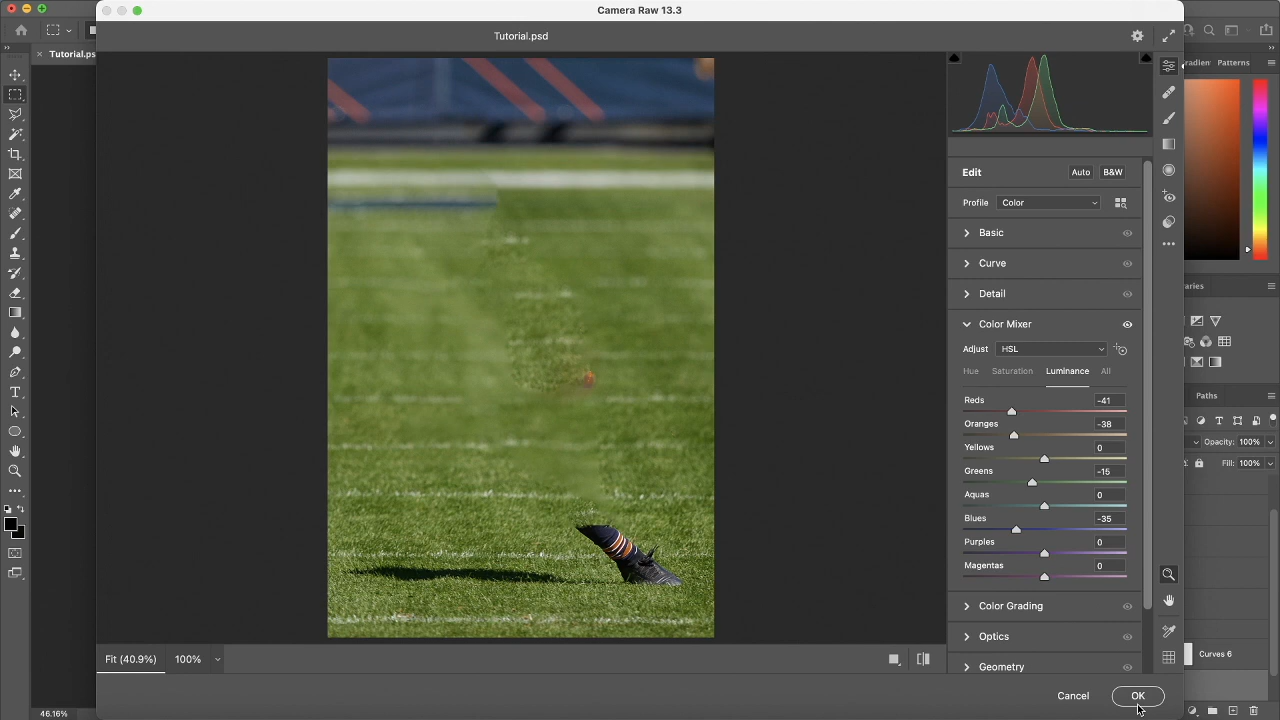 Camera Raw 13.3
Tutorial.psd
Tutorial.ps
Patterns
Edit
Auto
B&W
Profile
Color
Basic
Curve
Detail
Color Mixer
Adjust
HSL
Hue
Saturation
Luminance
All
Reds
-41
Oranges
-38
Yellows
0
Greens
-15
Aquas
0
Blues
-35
Purples
0
Magentas
0
Color Grading
Optics
Geometry
Paths
Opacity:
100%
Fill:
100%
Curves 6
Fit (40.9%)
100%
Cancel
OK
46.16%